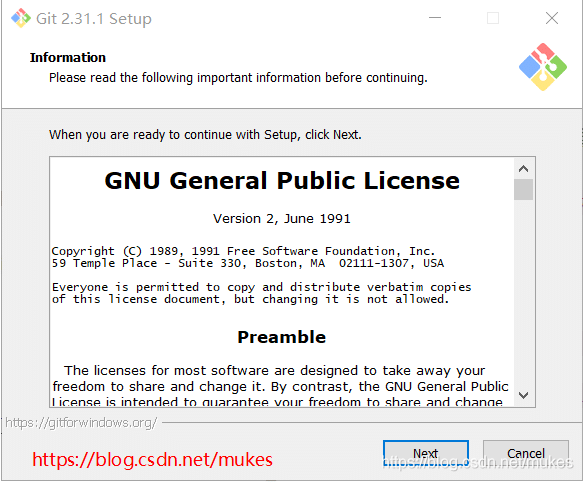 Git 2.31.1 Setup
Information
Please read the following important information before continuing.
When you are ready to continue with Setup, click Next.
GNU General Public License
Version 2, June 1991
Copyright (C) 1989, 1991 Free Software Foundation, Inc.
59 Temple Place - Suite 330, Boston, MA  02111-1307, USA
Everyone is permitted to copy and distribute verbatim copies
of this license document, but changing it is not allowed.
Preamble
The licenses for most software are designed to take away your
freedom to share and change it. By contrast, the GNU General Public
License is intended to guarantee your freedom to share and change
https://gitforwindows.org/
https://blog.csdn.net/mukes
Next
Cancel
https://blog.csdn.net/mukes